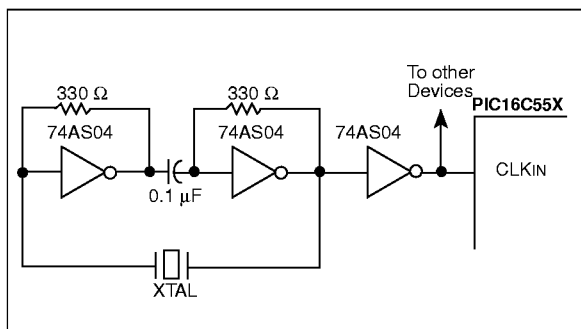 To other
Devices
PIC16C55X
330 Ω
330 Ω
74AS04
74AS04
74AS04
CLKIN
0.1 µF
XTAL